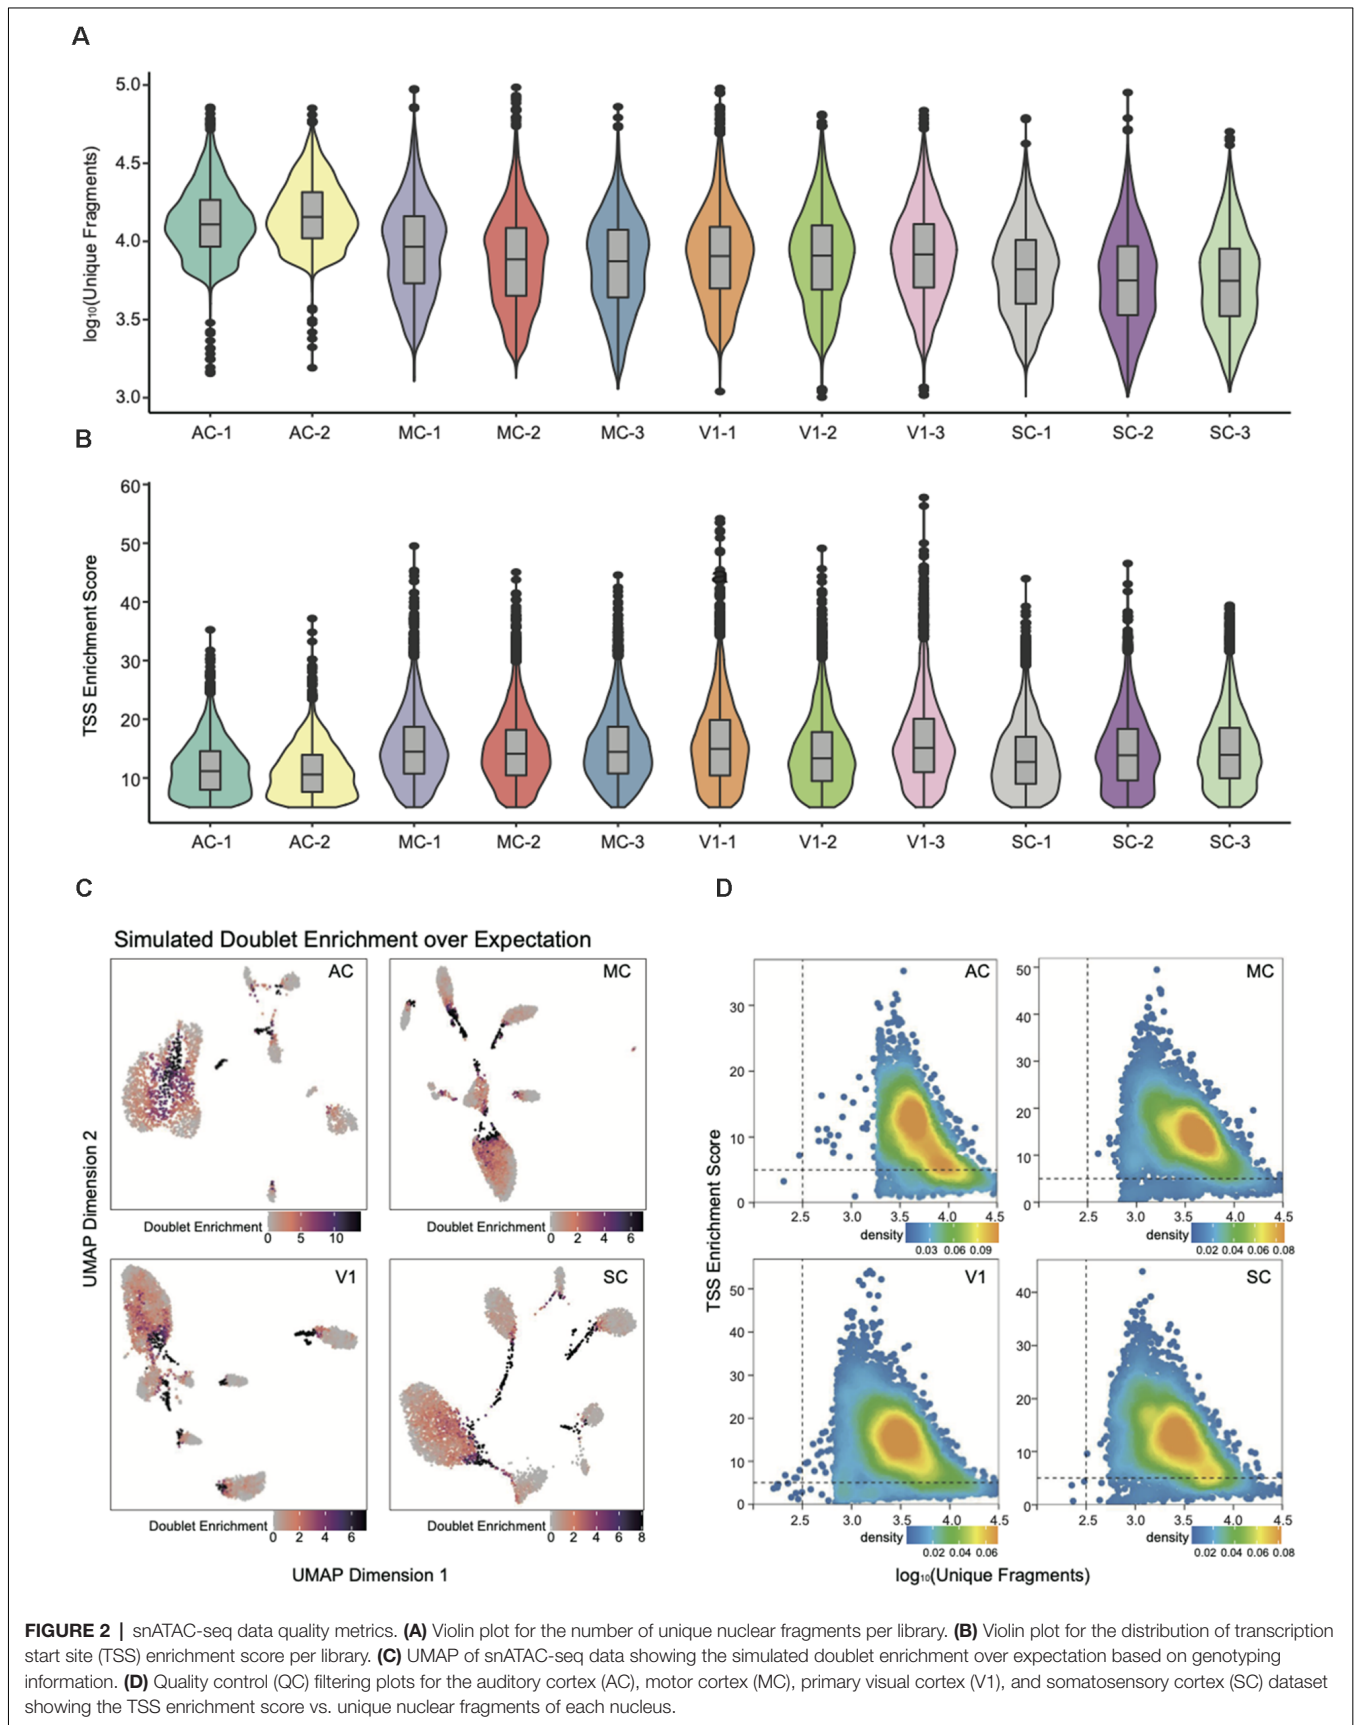 A
5.0
4.5
4.0
3.5
3.0
log₁₀(Unique Fragments)
AC-1 AC-2 MC-1 MC-2 MC-3 V1-1 V1-2 V1-3 SC-1 SC-2 SC-3
B
60
50
40
30
20
10
TSS Enrichment Score
AC-1 AC-2 MC-1 MC-2 MC-3 V1-1 V1-2 V1-3 SC-1 SC-2 SC-3
C
Simulated Doublet Enrichment over Expectation
AC
MC
Doublet Enrichment
0 5 10
Doublet Enrichment
0 2 4 6
V1
SC
Doublet Enrichment
0 2 4 6
Doublet Enrichment
0 2 4 6 8
UMAP Dimension 2
UMAP Dimension 1
D
AC
30
20
10
0
2.5 3.0 3.5 4.0 4.5
density
0.03 0.06 0.09
MC
50
40
30
20
10
0
2.5 3.0 3.5 4.0 4.5
density
0.02 0.04 0.06 0.08
V1
50
40
30
20
10
0
2.5 3.0 3.5 4.0 4.5
density
0.02 0.04 0.06
SC
40
30
20
10
0
2.5 3.0 3.5 4.0 4.5
density
0.02 0.04 0.06 0.08
TSS Enrichment Score
log₁₀(Unique Fragments)
FIGURE 2 | snATAC-seq data quality metrics. (A) Violin plot for the number of unique nuclear fragments per library. (B) Violin plot for the distribution of transcription
start site (TSS) enrichment score per library. (C) UMAP of snATAC-seq data showing the simulated doublet enrichment over expectation based on genotyping
information. (D) Quality control (QC) filtering plots for the auditory cortex (AC), motor cortex (MC), primary visual cortex (V1), and somatosensory cortex (SC) dataset
showing the TSS enrichment score vs. unique nuclear fragments of each nucleus.